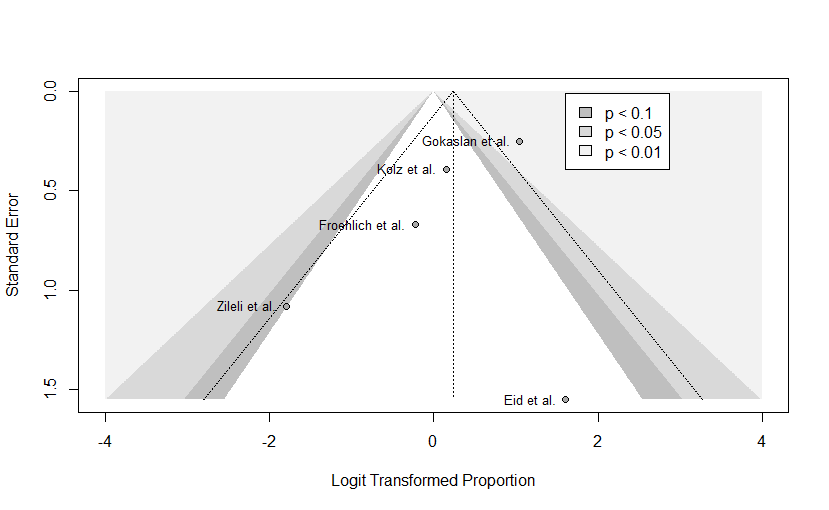 0.0
0.5
1.0
1.5
Standard Error
p < 0.1
p < 0.05
p < 0.01
Gokaslan et al.
Kolz et al.
Froehlich et al.
Zileli et al.
Eid et al.
-4
-2
0
2
4
Logit Transformed Proportion